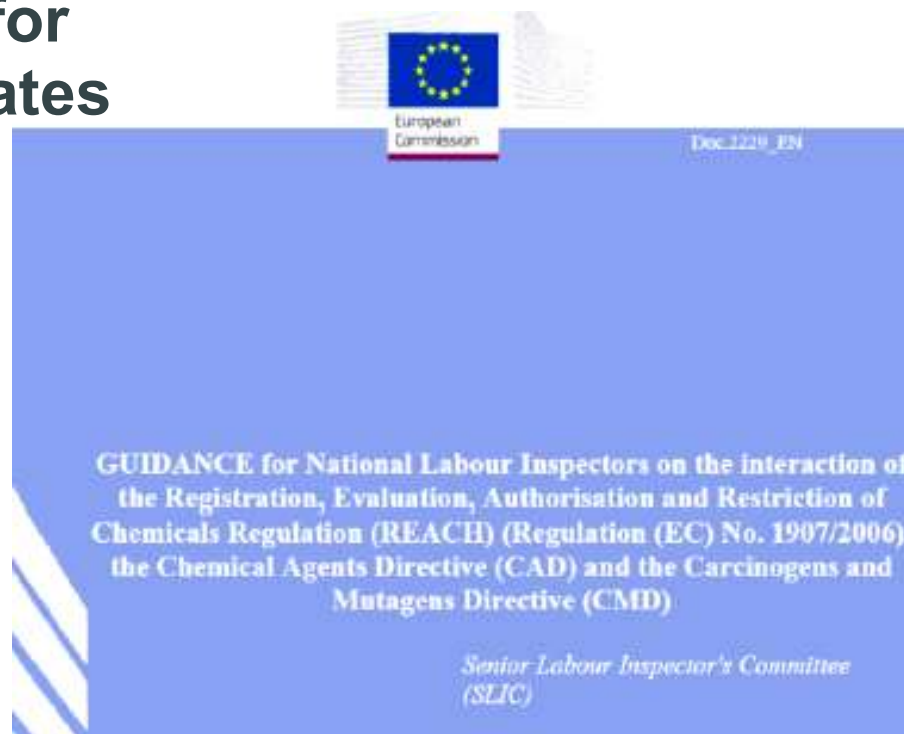 for
ates
European
Commission
Doc.2229_EN
GUIDANCE for National Labour Inspectors on the interaction of
the Registration, Evaluation, Authorisation and Restriction of
Chemicals Regulation (REACH) (Regulation (EC) No. 1907/2006)
the Chemical Agents Directive (CAD) and the Carcinogens and
Mutagens Directive (CMD)
Senior Labour Inspector's Committee
(SLIC)